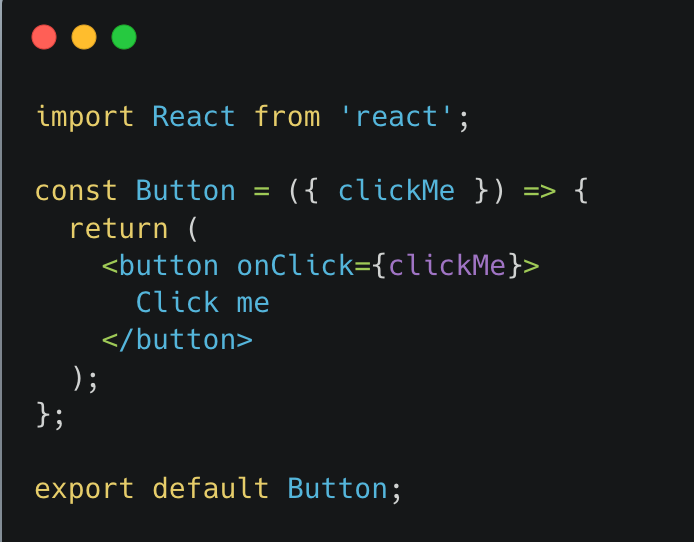 import React from 'react';
const Button = ({ clickMe }) => {
return (
<button onClick={clickMe}>
Click me
</button>
);
};
export default Button;